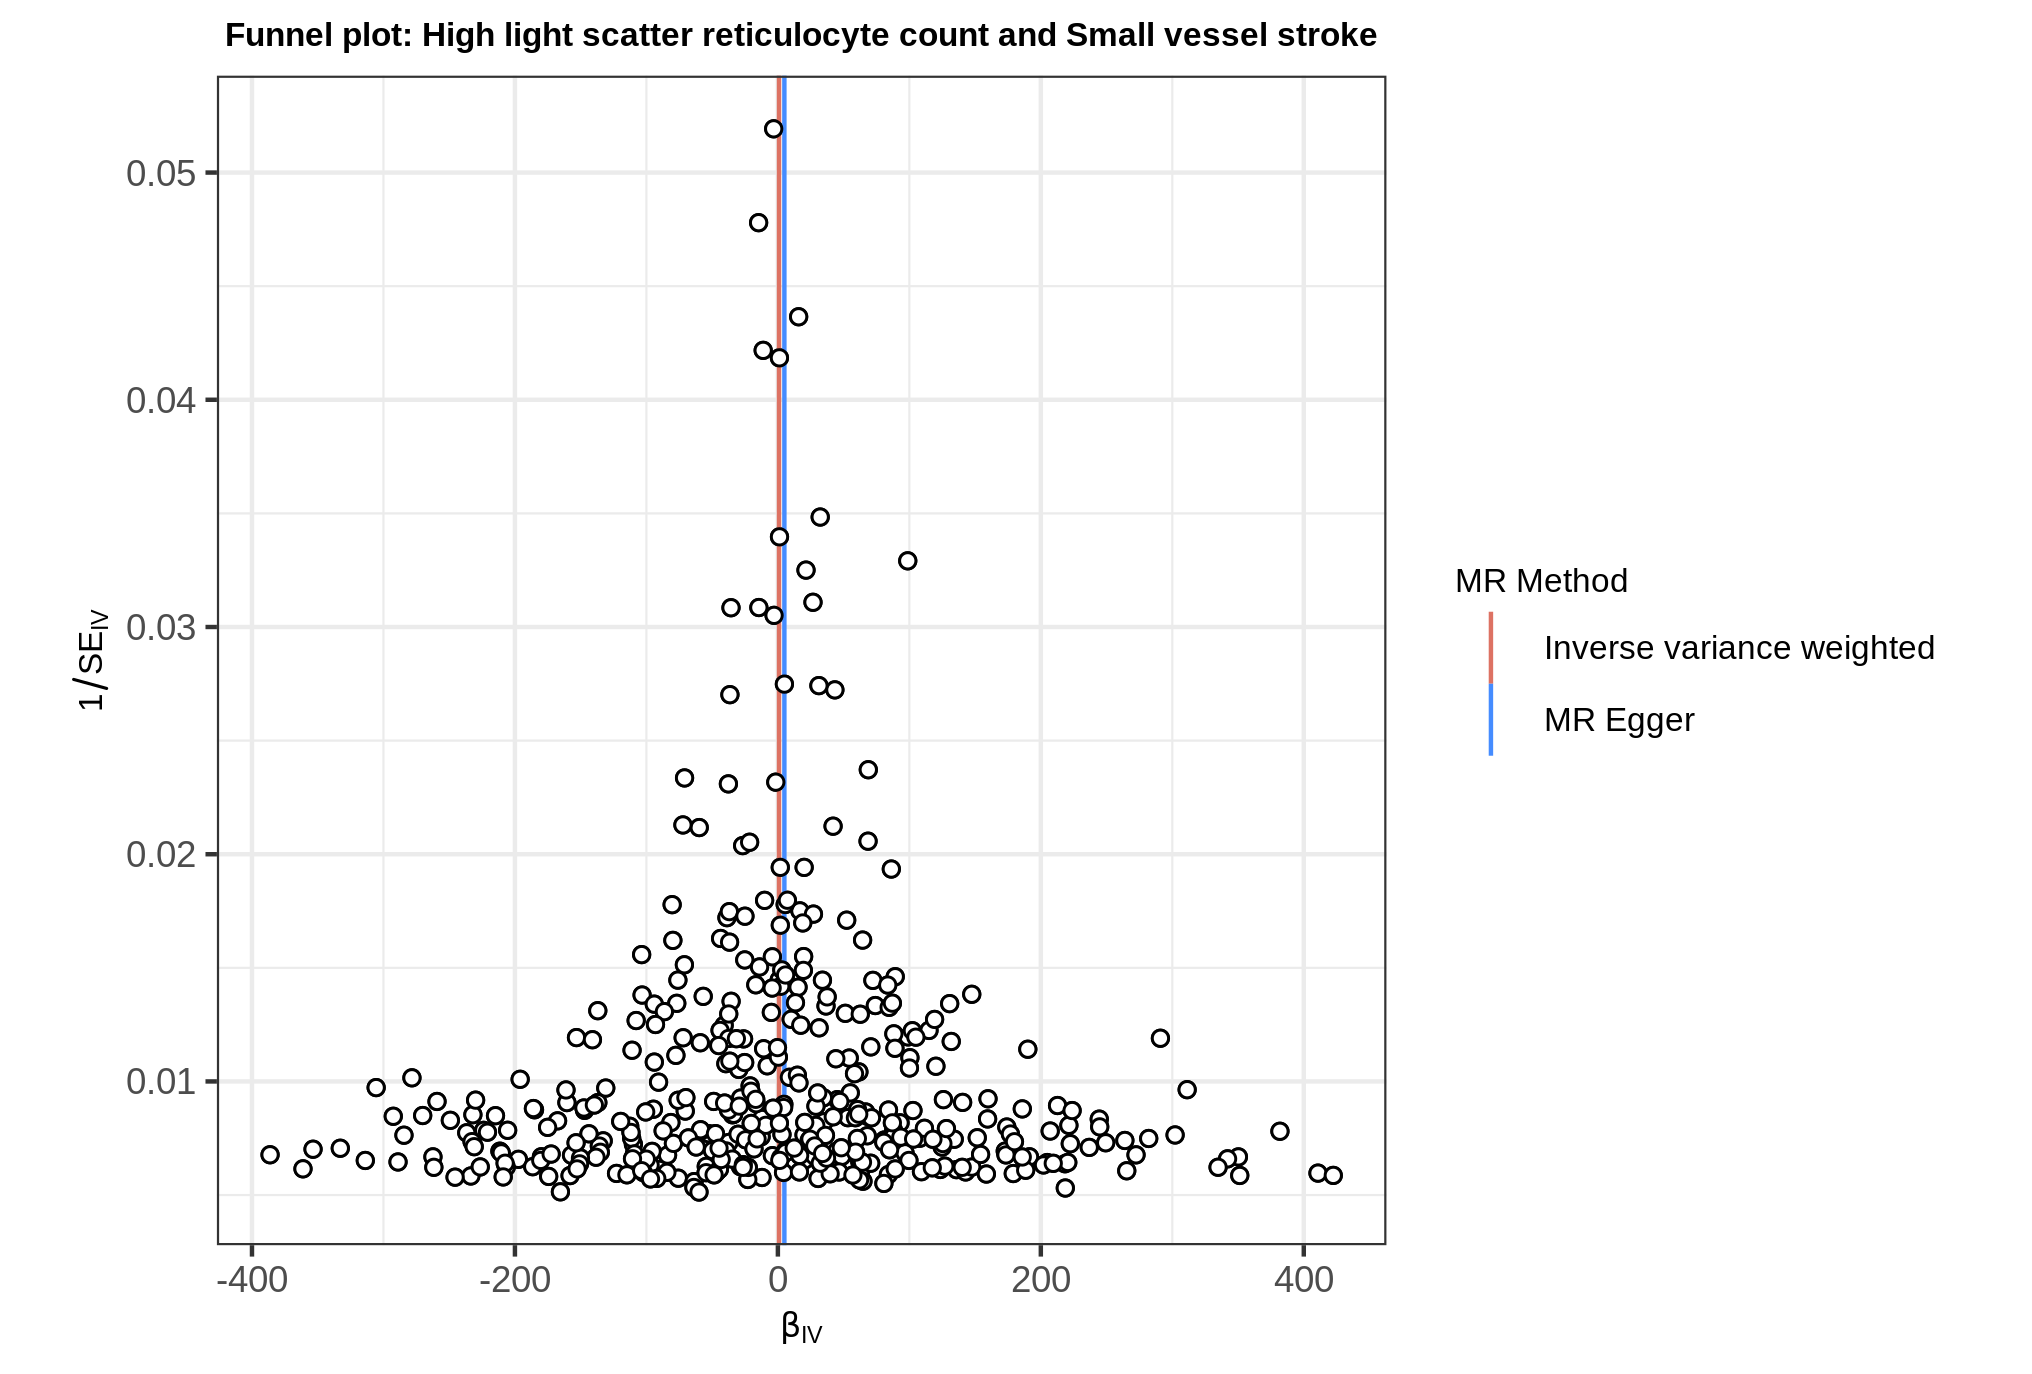 Funnel plot: High light scatter reticulocyte count and Small vessel stroke
0.05
0.04
0.03
0.02
0.01
1/SEIV
-400
-200
0
200
400
βIV
MR Method
Inverse variance weighted
MR Egger